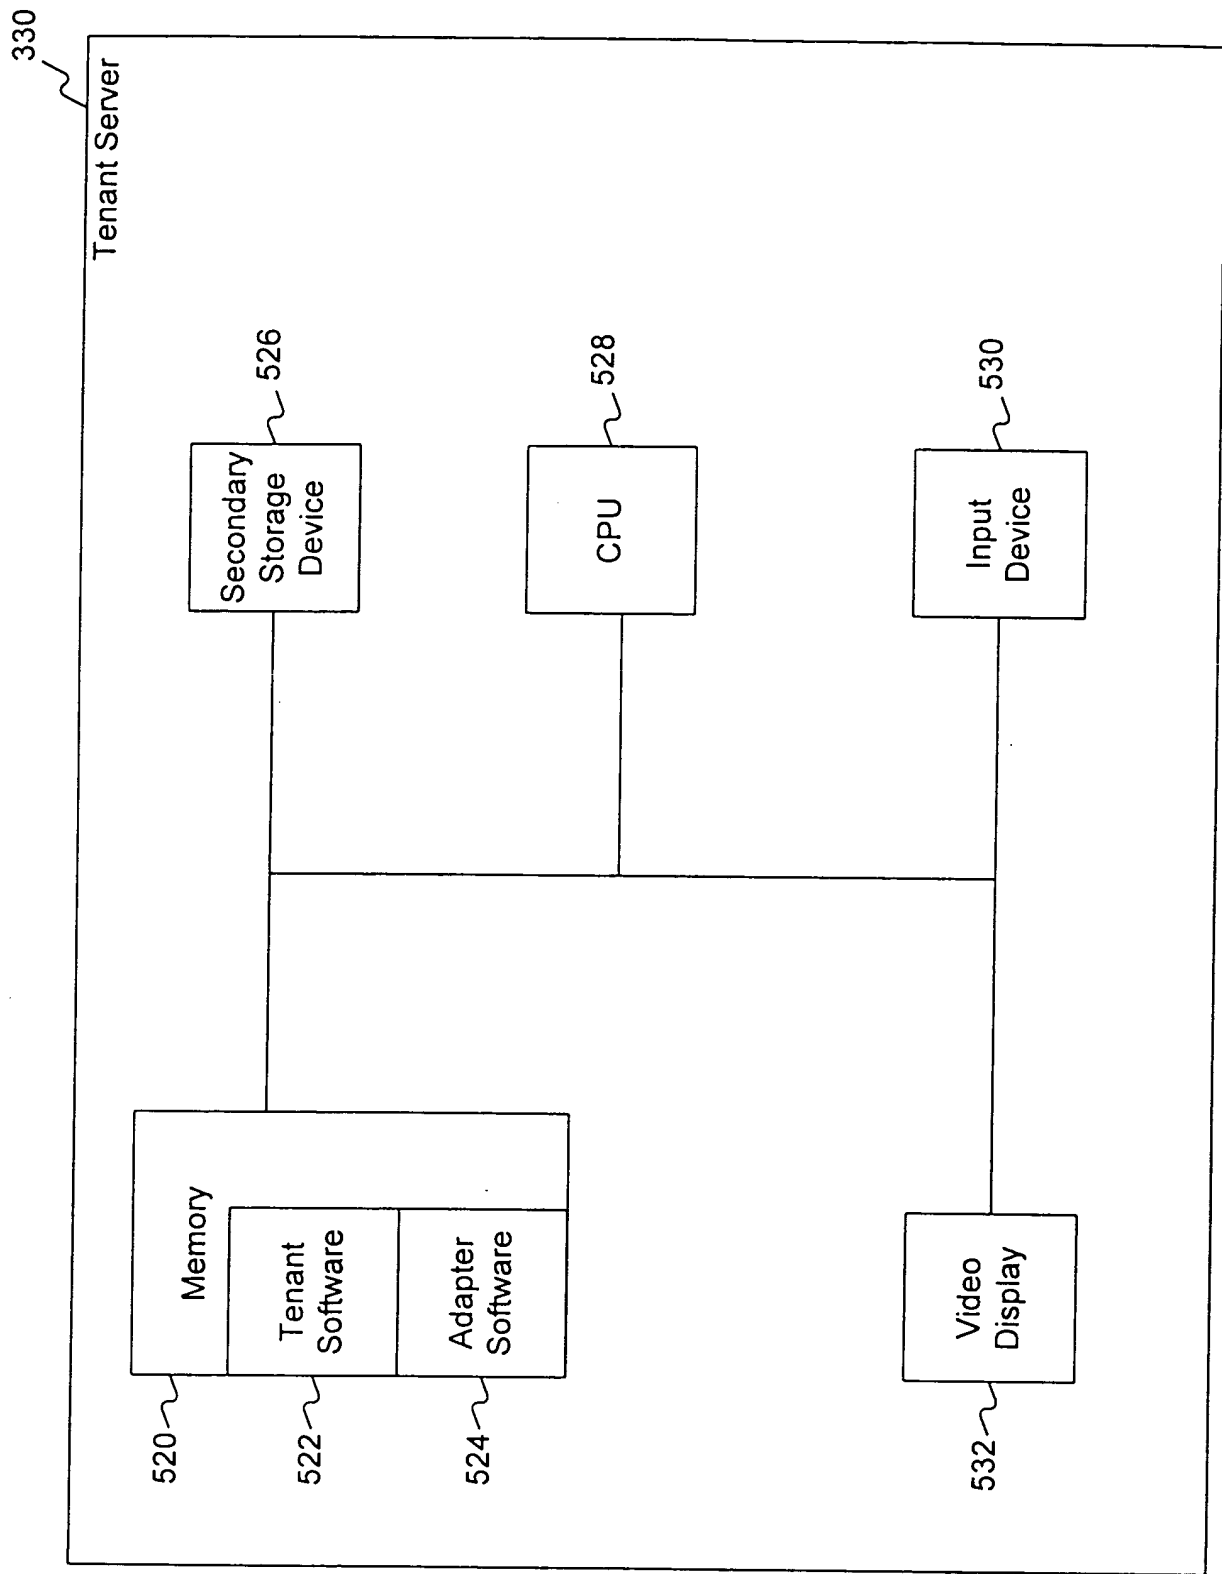 330
Tenant Server
520
Memory
522
Tenant
Software
524
Adapter
Software
Secondary
Storage
Device
526
CPU
528
532
Video
Display
Input
Device
530